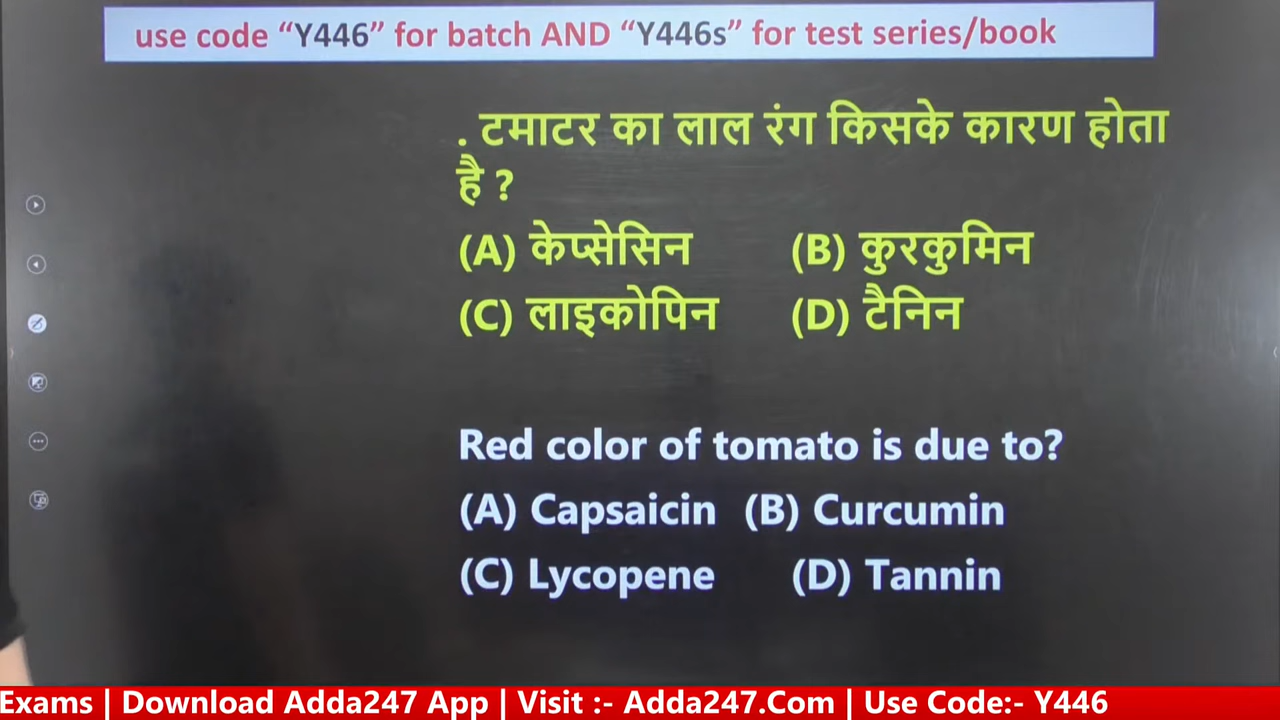 use code “Y446” for batch AND “Y446s” for test series/book
. टमाटर का लाल रंग किसके कारण होता
है ?
(A) केप्सेसिन (B) कुरकुमिन
(C) लाइकोपिन (D) टैनिन
Red color of tomato is due to?
(A) Capsaicin (B) Curcumin
(C) Lycopene (D) Tannin
Exams | Download Adda247 App | Visit :- Adda247.Com | Use Code:- Y446